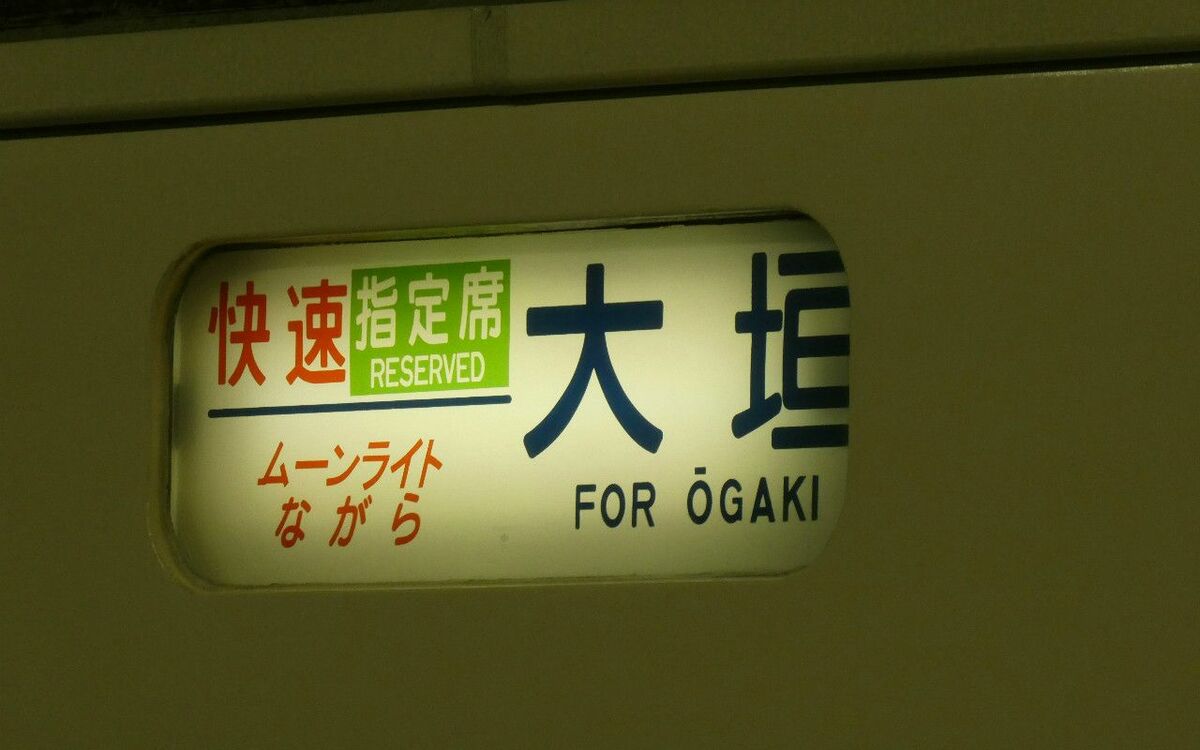 快速 指定席
RESERVED
ムーンライト
ながら
大垣
FOR ŌGAKI